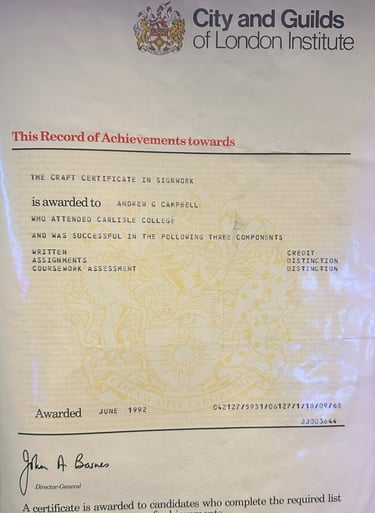 City and Guilds
of London Institute
This Record of Achievements towards
THE CRAFT CERTIFICATE IN SIGNWORK
is awarded to ANDREW G CAMPBELL
WHO ATTENDED CARLISLE COLLEGE
AND WAS SUCCESSFUL IN THE FOLLOWING THREE COMPONENTS
WRITTEN CREDIT
ASSIGNMENTS DISTINCTION
COURSEWORK ASSESSMENT DISTINCTION
Awarded JUNE 1992
John A Barnes
Director-General
A certificate is awarded to candidates who complete the required list